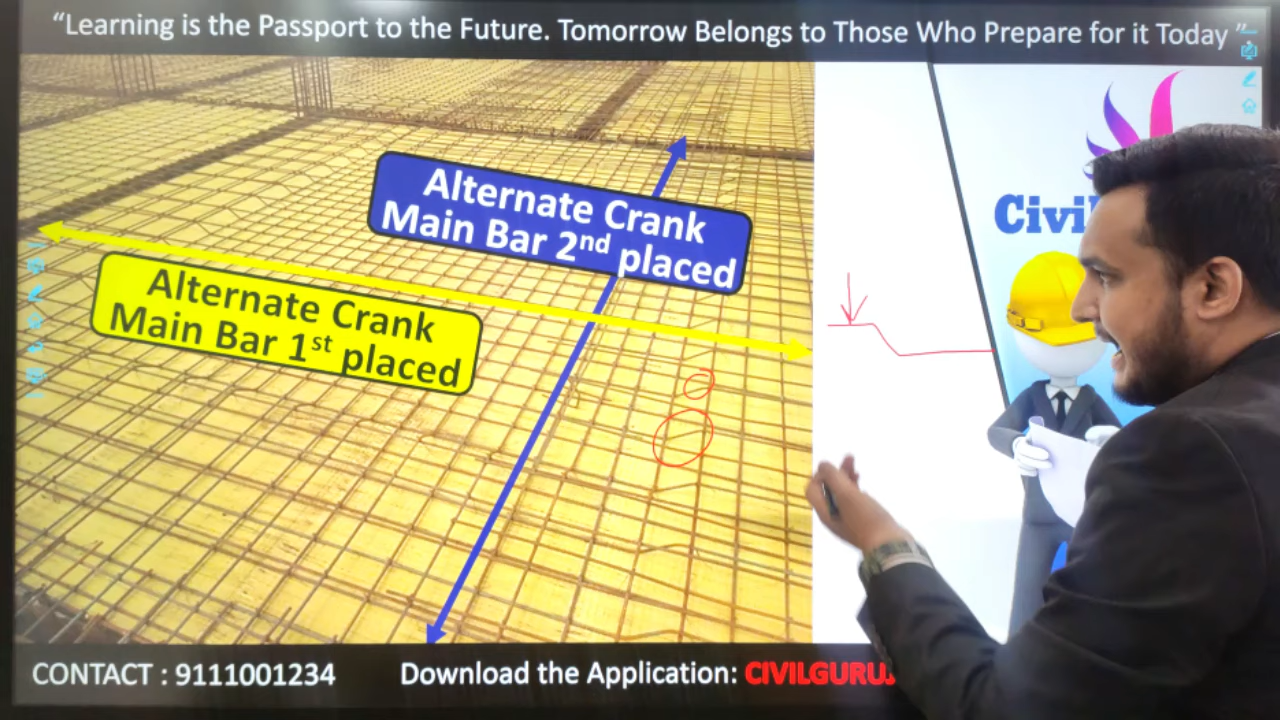 “Learning is the Passport to the Future. Tomorrow Belongs to Those Who Prepare for it Today ”
Alternate Crank
Main Bar 2nd placed
Alternate Crank
Main Bar 1st placed
CONTACT : 9111001234
Download the Application: CIVILGURU